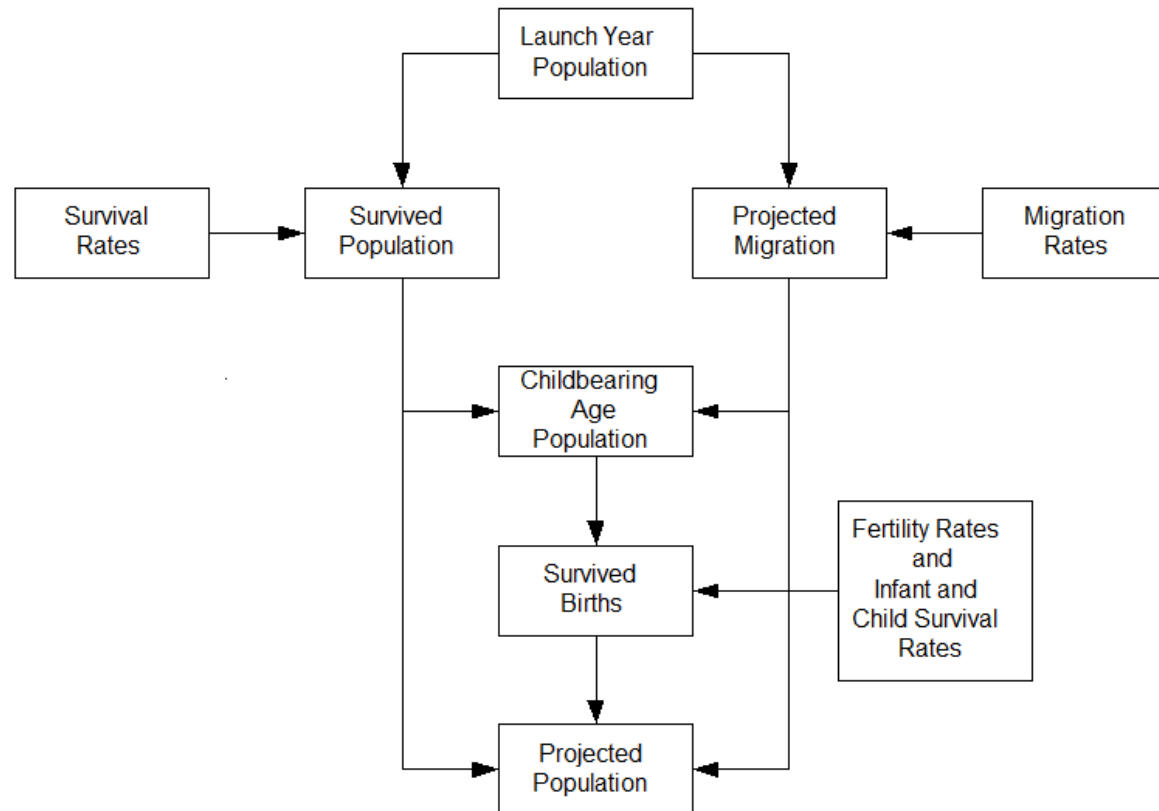 Launch Year
Population
Survival
Rates
Survived
Population
Projected
Migration
Migration
Rates
Childbearing
Age
Population
Fertility Rates
and
Infant and
Child Survival
Rates
Survived
Births
Projected
Population